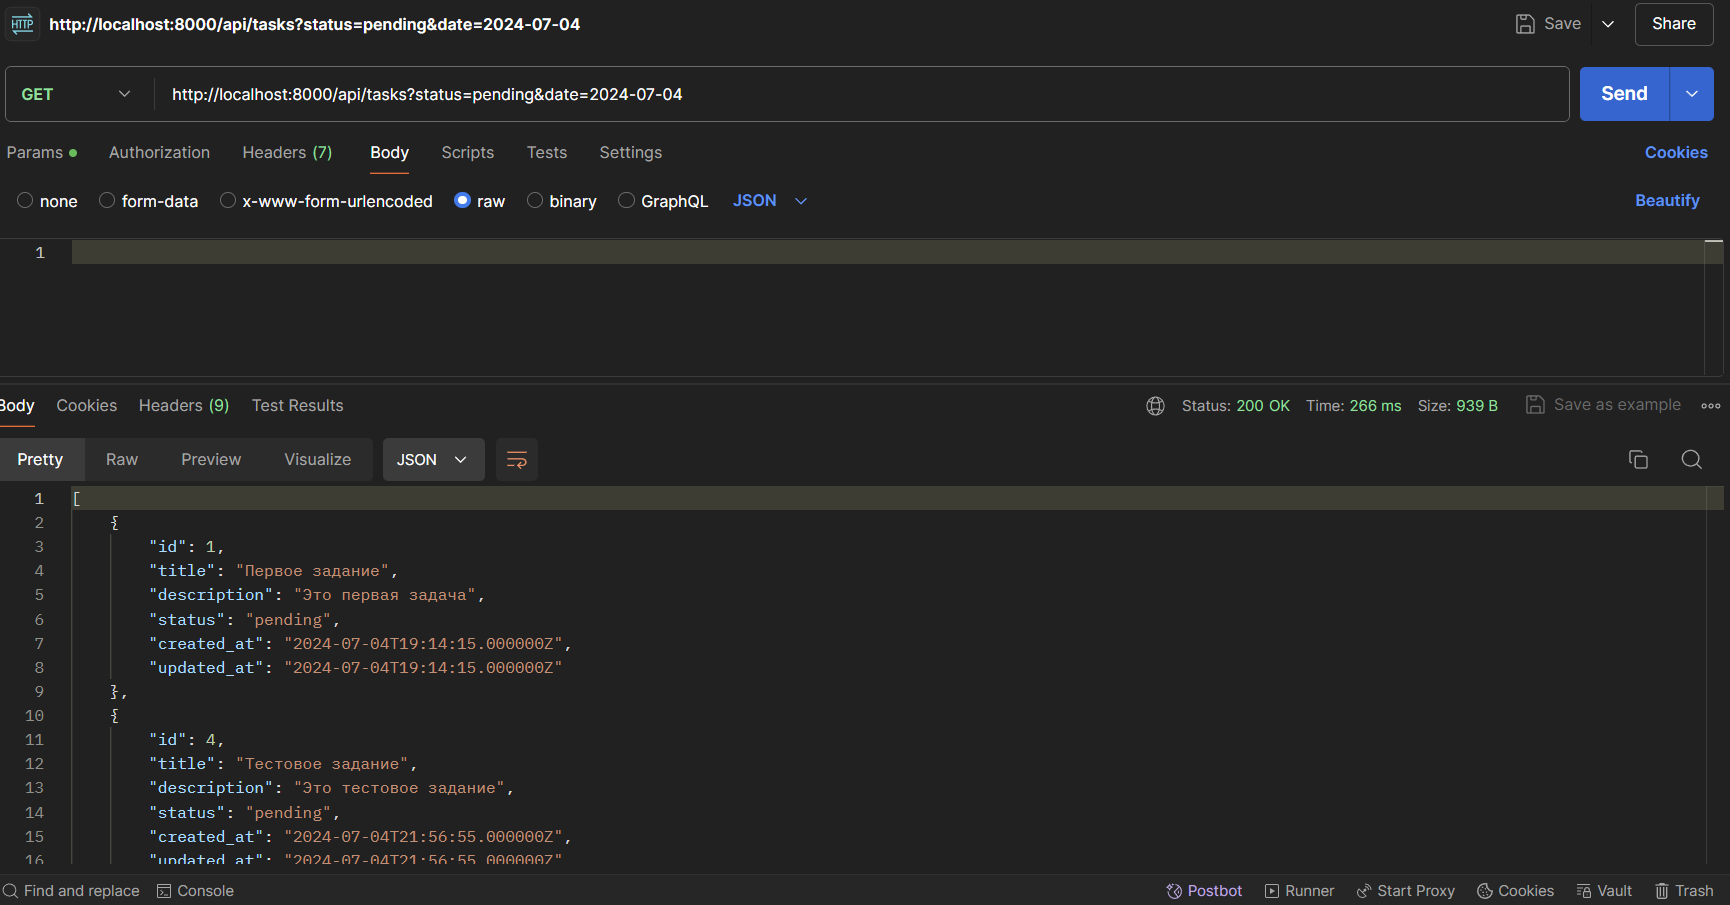 HTTP http://localhost:8000/api/tasks?status=pending&date=2024-07-04 Save Share
GET http://localhost:8000/api/tasks?status=pending&date=2024-07-04 Send
Params Authorization Headers (7) Body Scripts Tests Settings Cookies
none form-data x-www-form-urlencoded raw binary GraphQL JSON Beautify
1
Body Cookies Headers (9) Test Results Status: 200 OK Time: 266 ms Size: 939 B Save as example
Pretty Raw Preview Visualize JSON
1 [
2 {
3 "id": 1,
4 "title": "Первое задание",
5 "description": "Это первая задача",
6 "status": "pending",
7 "created_at": "2024-07-04T19:14:15.000000Z",
8 "updated_at": "2024-07-04T19:14:15.000000Z"
9 },
10 {
11 "id": 4,
12 "title": "Тестовое задание",
13 "description": "Это тестовое задание",
14 "status": "pending",
15 "created_at": "2024-07-04T21:56:55.000000Z",
16 "updated_at": "2024-07-04T21:56:55.000000Z"
Find and replace Console Postbot Runner Start Proxy Cookies Vault Trash